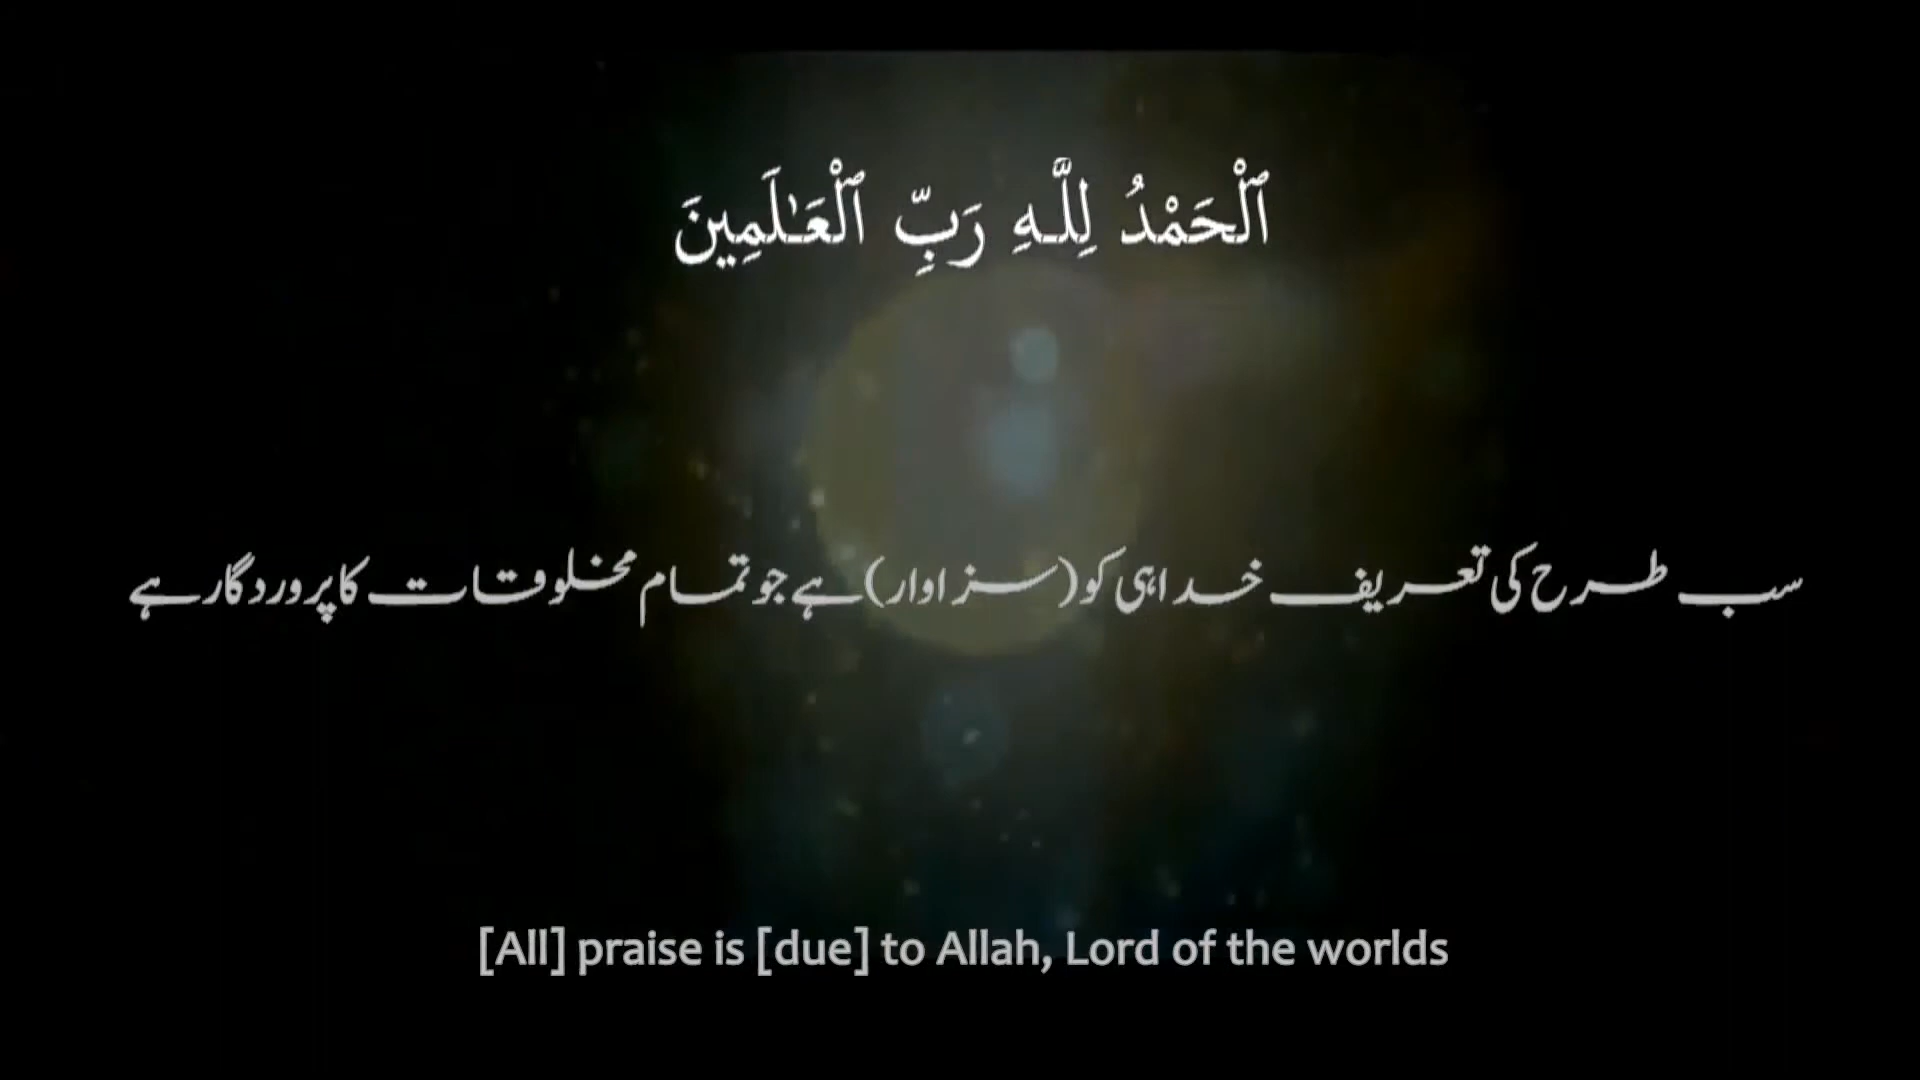 ٱلْحَمْدُ لِلَّـهِ رَبِّ ٱلْعَـٰلَمِينَ
سب طرح کی تعریف خدا ہی کو (سزاوار) ہے جو تمام مخلوقات کا پروردگار ہے
[All] praise is [due] to Allah, Lord of the worlds